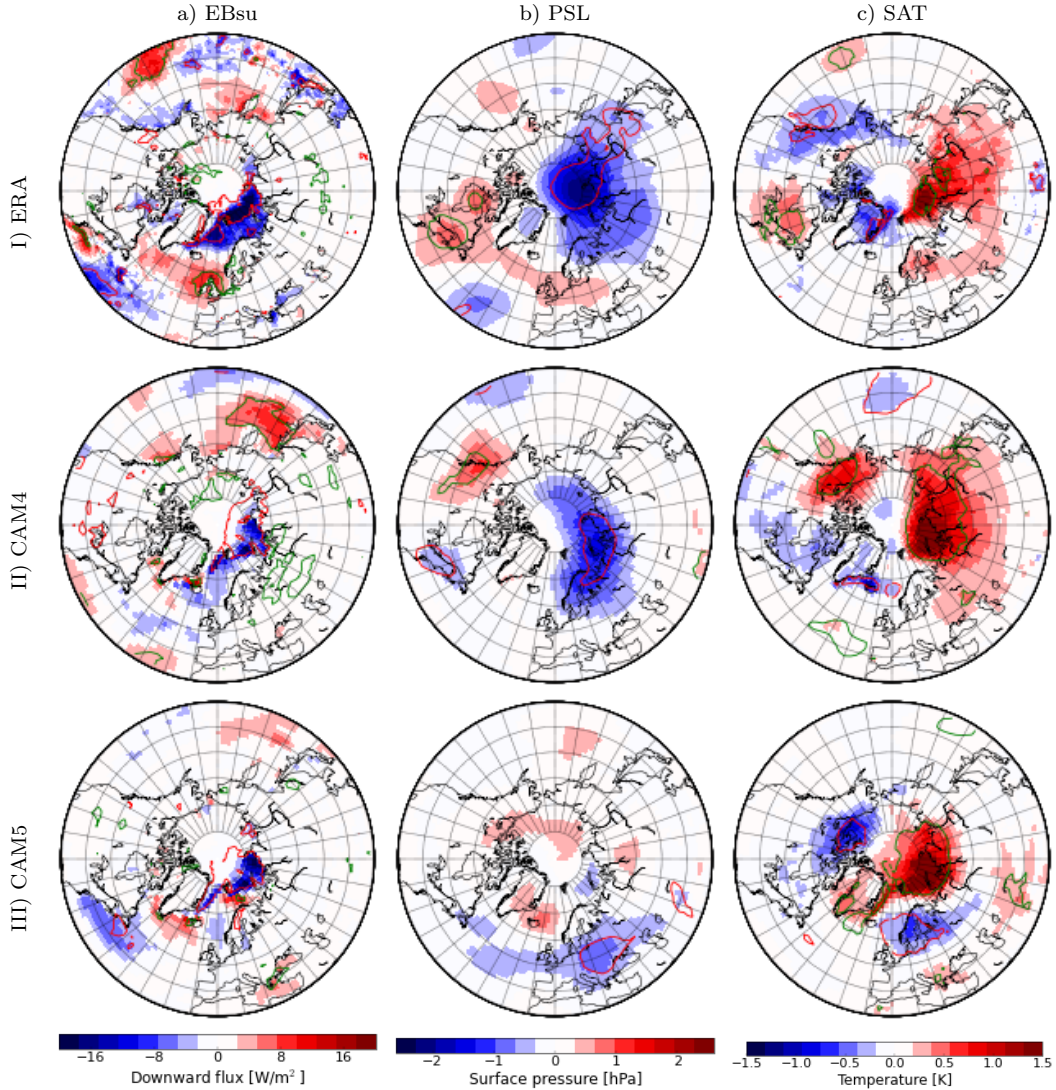 a) EBsu b) PSL c) SAT
I) ERA
II) CAM4
III) CAM5
−16 −8 0 8 16
Downward flux [W/m²]
−2 −1 0 1 2
Surface pressure [hPa]
−1.5 −1.0 −0.5 0.0 0.5 1.0 1.5
Temperature [K]